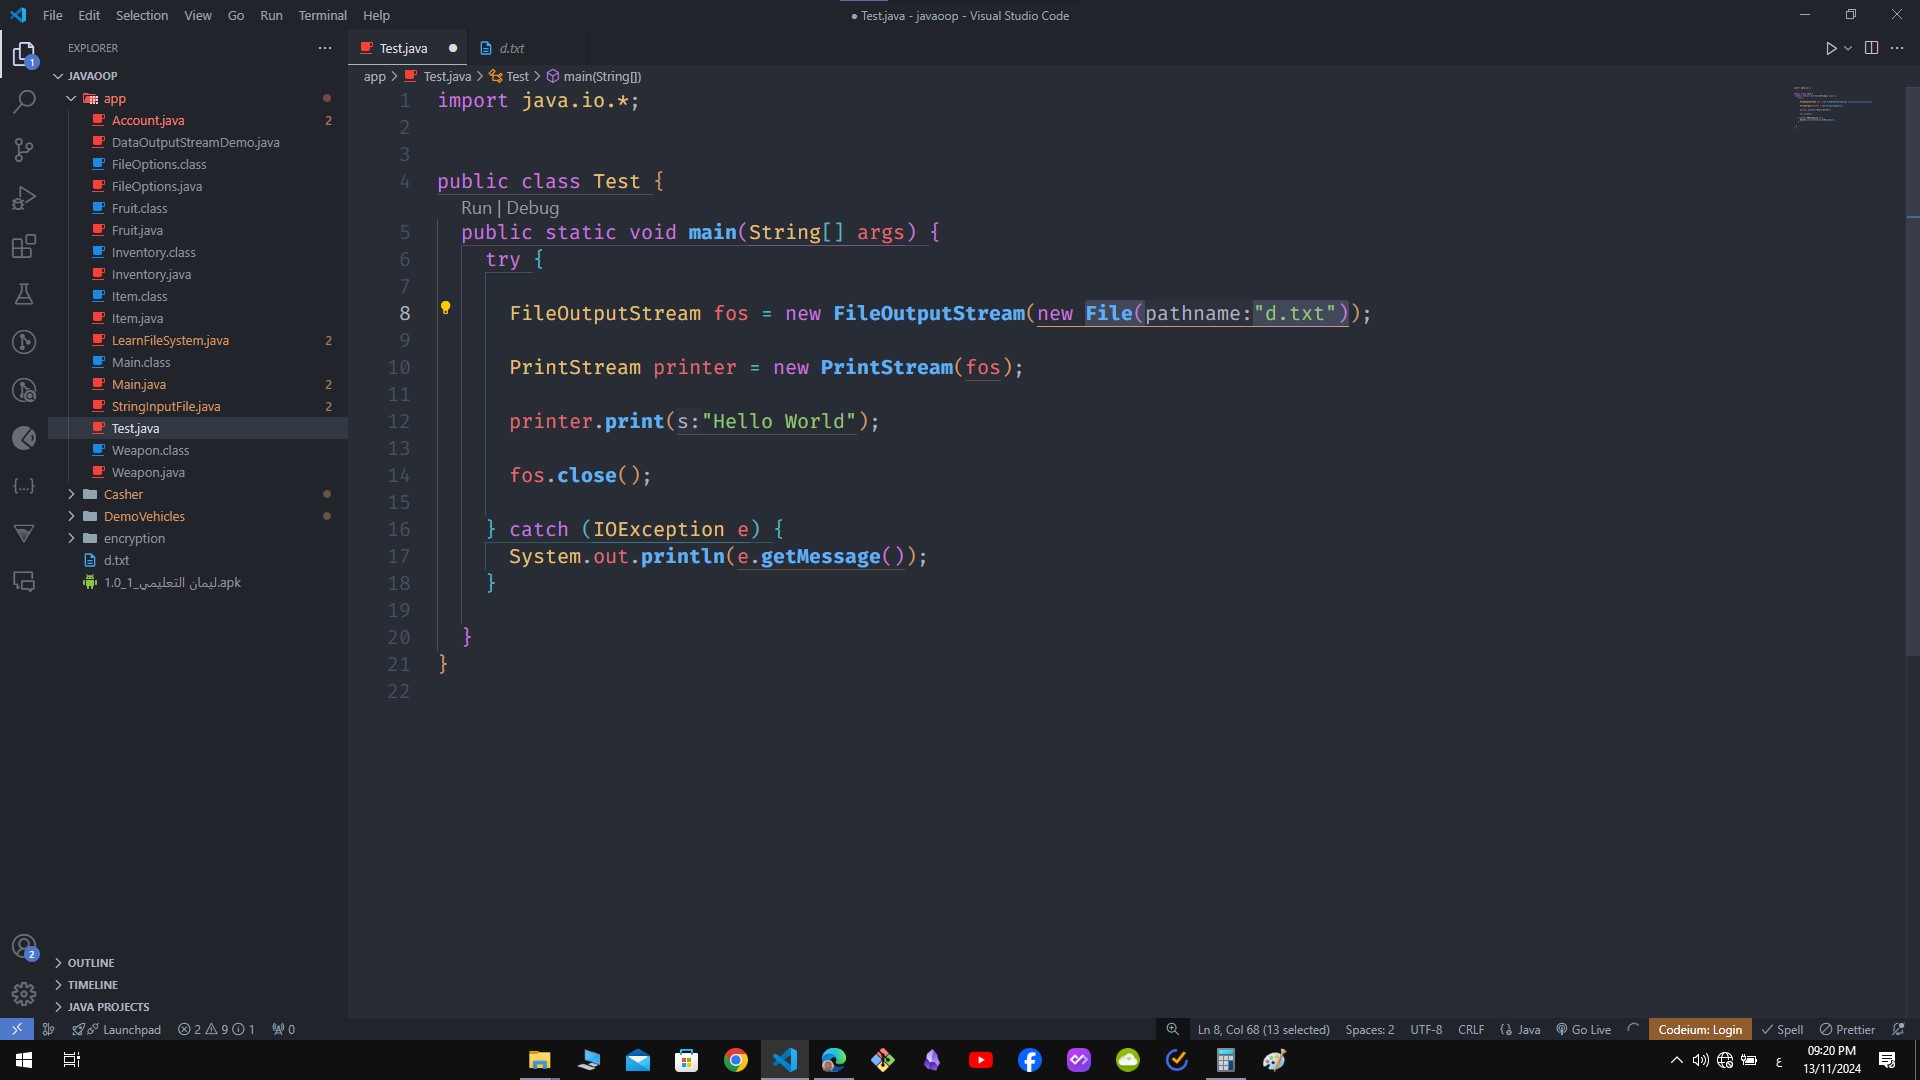 File Edit Selection View Go Run Terminal Help
● Test.java - javaoop - Visual Studio Code
EXPLORER
JAVAOOP
app
Account.java 2
DataOutputStreamDemo.java
FileOptions.class
FileOptions.java
Fruit.class
Fruit.java
Inventory.class
Inventory.java
Item.class
Item.java
LearnFileSystem.java 2
Main.class
Main.java 2
StringInputFile.java 2
Test.java
Weapon.class
Weapon.java
Casher
DemoVehicles
encryption
d.txt
ليمان التعليمي_1_1.0.apk
OUTLINE
TIMELINE
JAVA PROJECTS
1
2
Test.java
d.txt
app > Test.java > Test > main(String[])
1 import java.io.*;
2
3
4 public class Test {
Run | Debug
5 public static void main(String[] args) {
6 try {
7
8 FileOutputStream fos = new FileOutputStream(new File(pathname:"d.txt"));
9
10 PrintStream printer = new PrintStream(fos);
11
12 printer.print(s:"Hello World");
13
14 fos.close();
15
16 } catch (IOException e) {
17 System.out.println(e.getMessage());
18 }
19
20 }
21 }
22
Launchpad 2 9 1 0
Ln 8, Col 68 (13 selected) Spaces: 2 UTF-8 CRLF Java Go Live Codeium: Login Spell Prettier
ع
09:20 PM
13/11/2024